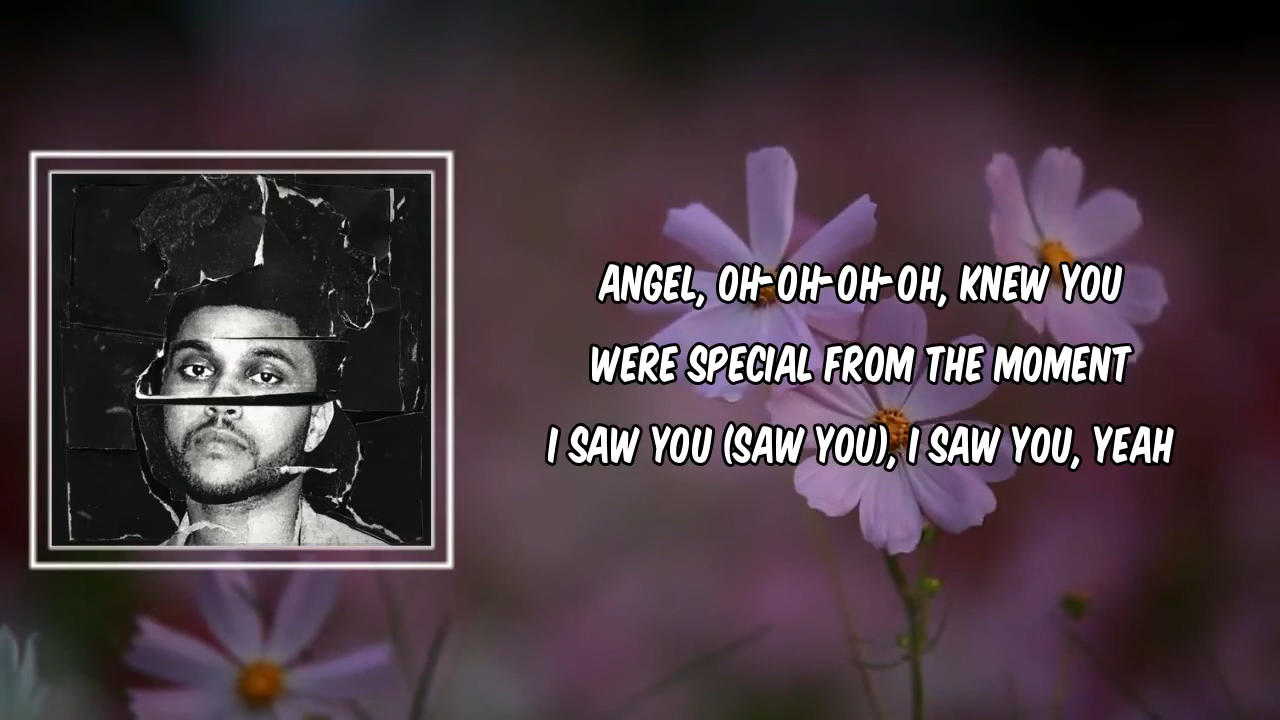 ANGEL, OH-OH-OH-OH, KNEW YOU
WERE SPECIAL FROM THE MOMENT
I SAW YOU (SAW YOU), I SAW YOU, YEAH